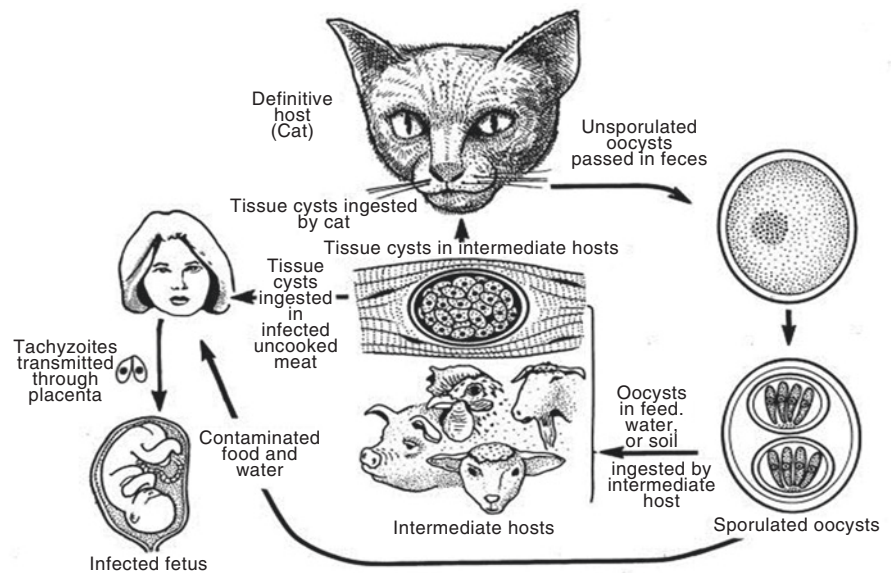 Definitive
host
(Cat)
Unsporulated
oocysts
passed in feces
Tissue cysts ingested
by cat
Tissue cysts in intermediate hosts
Tissue
cysts
ingested
in
infected
uncooked
meat
Tachyzoites
transmitted
through
placenta
Oocysts
in feed.
water,
or soil
ingested by
intermediate
host
Contaminated
food and
water
Intermediate hosts
Sporulated oocysts
Infected fetus